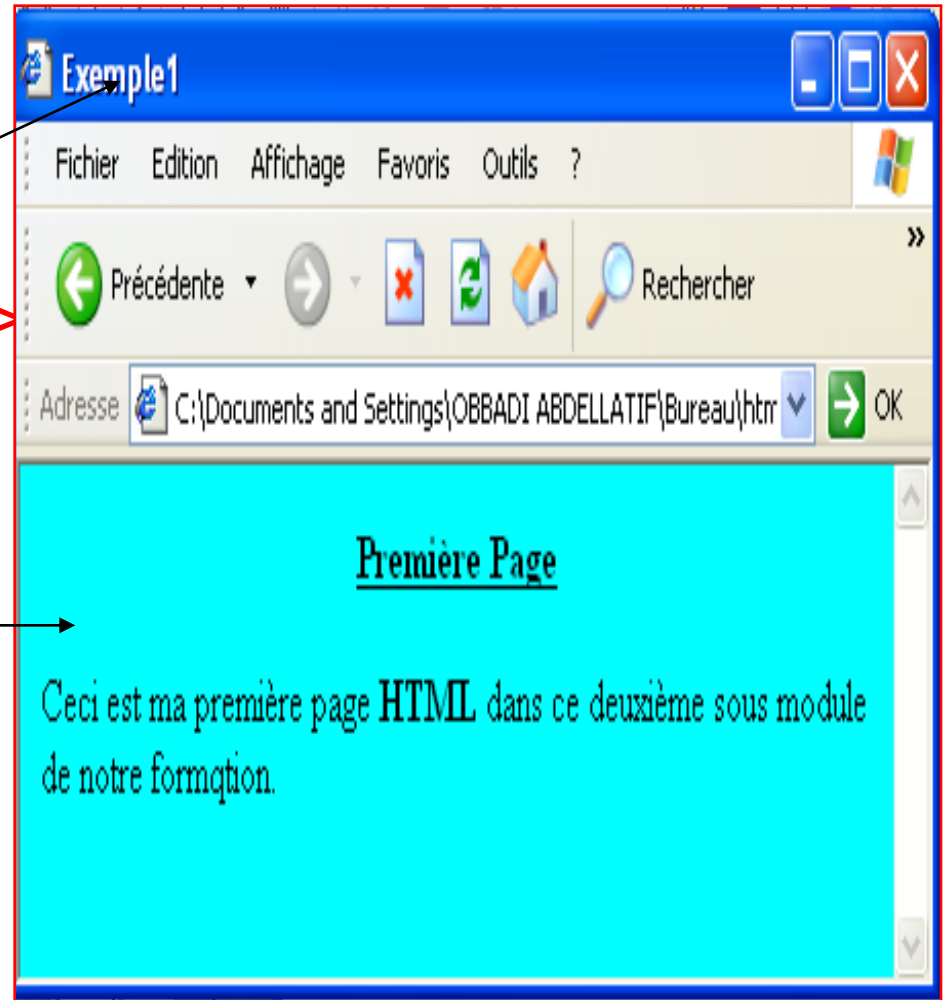 Exemple1
Fichier Edition Affichage Favoris Outils ?
Précédente Rechercher »
Adresse C:\Documents and Settings\OBBADI ABDELLATIF\Bureau\htm OK
Première Page
Ceci est ma première page HTML dans ce deuxième sous module
de notre formqtion.